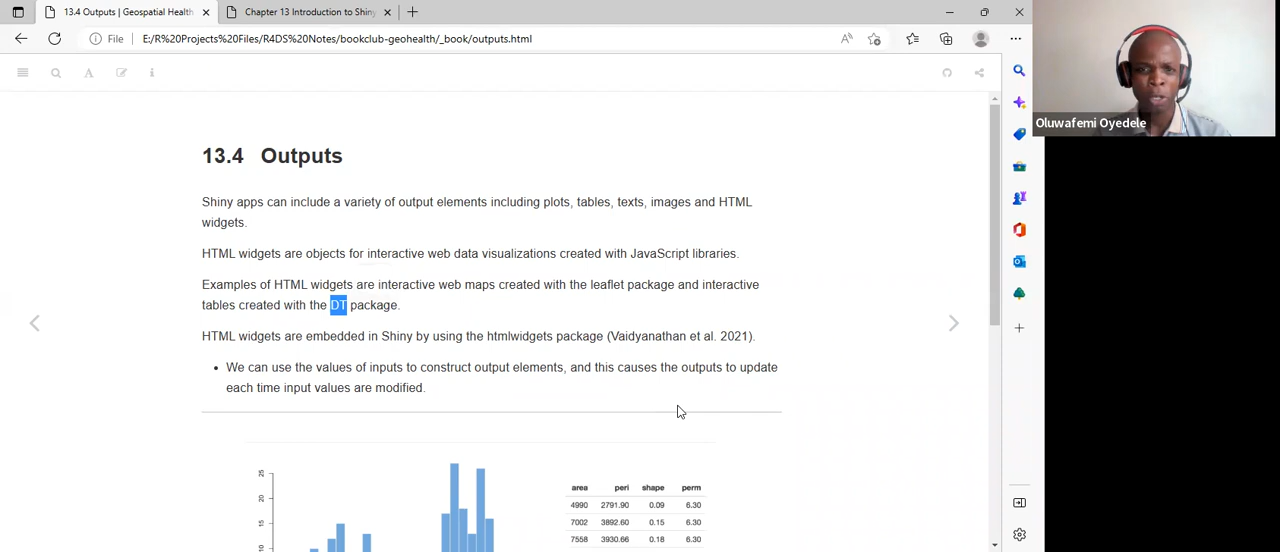 13.4 Outputs | Geospatial Health
Chapter 13 Introduction to Shiny
File
E:/R%20Projects%20Files/R4DS%20Notes/bookclub-geohealth/_book/outputs.html
Oluwafemi Oyedele
13.4 Outputs
Shiny apps can include a variety of output elements including plots, tables, texts, images and HTML
widgets.
HTML widgets are objects for interactive web data visualizations created with JavaScript libraries.
Examples of HTML widgets are interactive web maps created with the leaflet package and interactive
tables created with the DT package.
HTML widgets are embedded in Shiny by using the htmlwidgets package (Vaidyanathan et al. 2021).
• We can use the values of inputs to construct output elements, and this causes the outputs to update
each time input values are modified.
25
20
15
10
area peri shape perm
4990 2791.90 0.09 6.30
7002 3892.60 0.15 6.30
7558 3930.66 0.18 6.30